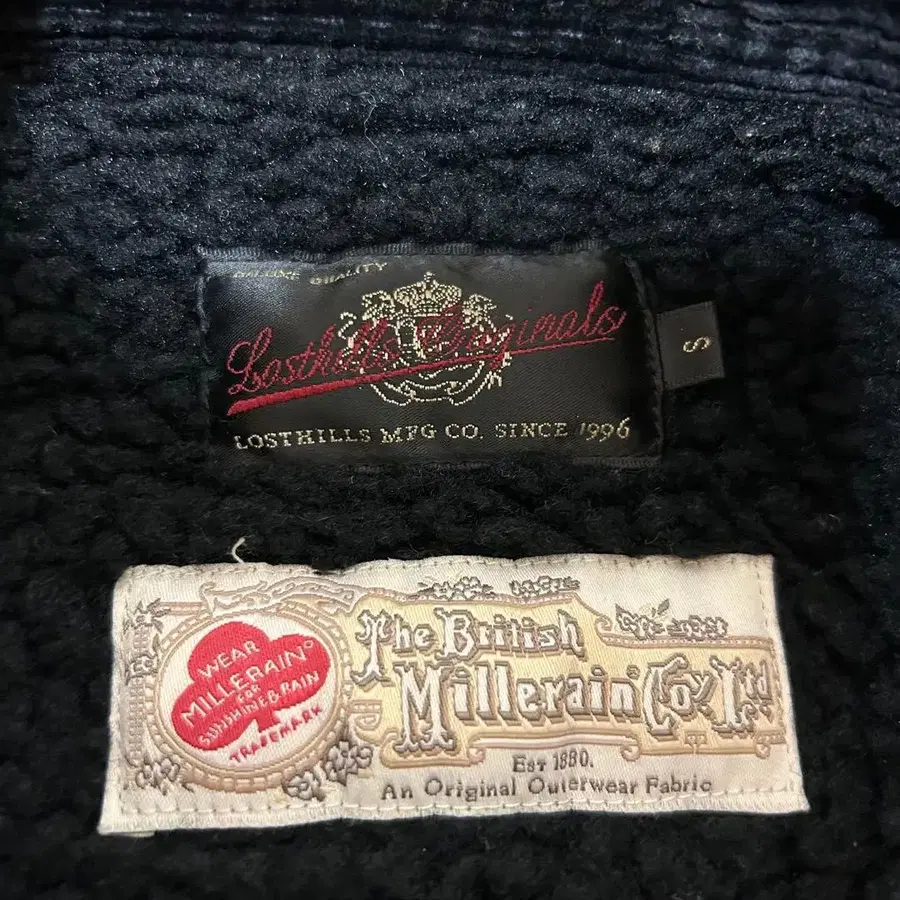 DELUXE QUALITY
Losthills Originals
S
LOSTHILLS MFG CO. SINCE 1996
WEAR
MILLERAIN
FOR
SUNSHINE & RAIN
TRADEMARK
The British
Millerain Coy Ltd
EST 1880.
An Original Outerwear Fabric